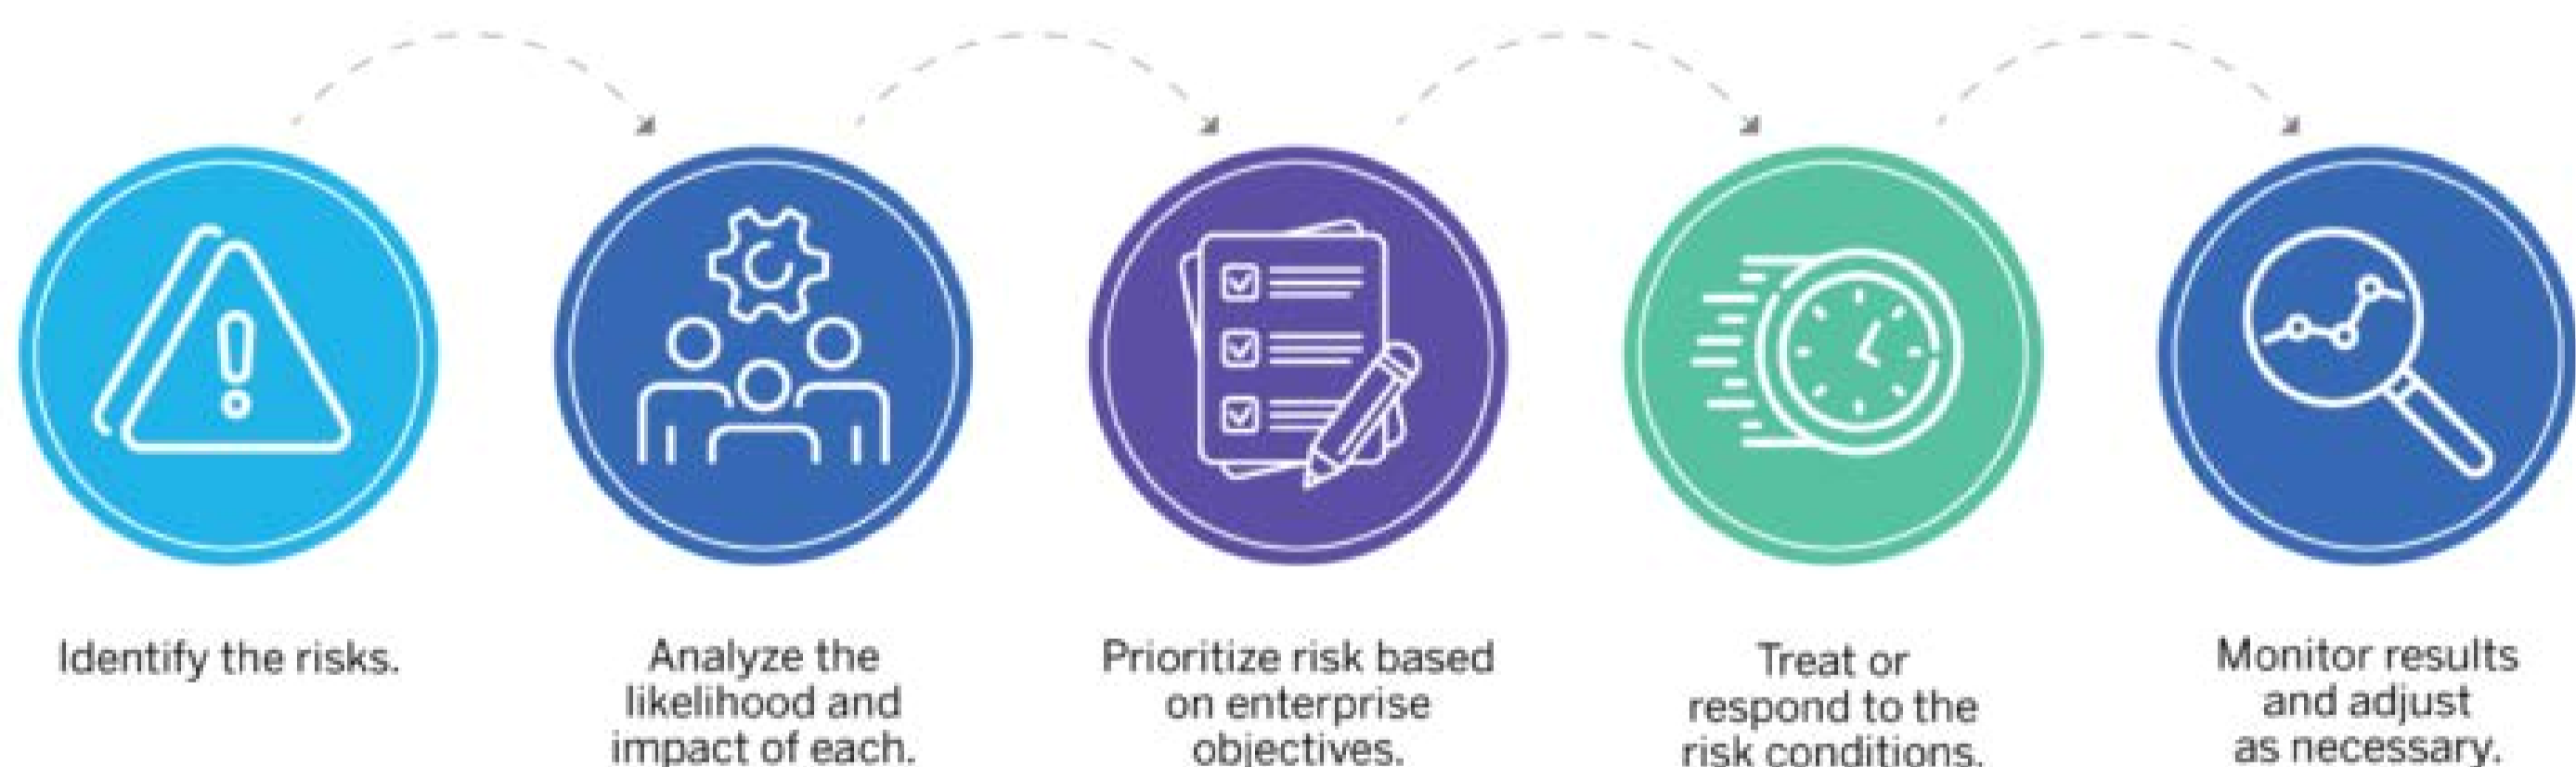 Identify the risks.
Analyze the
likelihood and
impact of each.
Prioritize risk based
on enterprise
objectives.
Treat or
respond to the
risk conditions.
Monitor results
and adjust
as necessary.